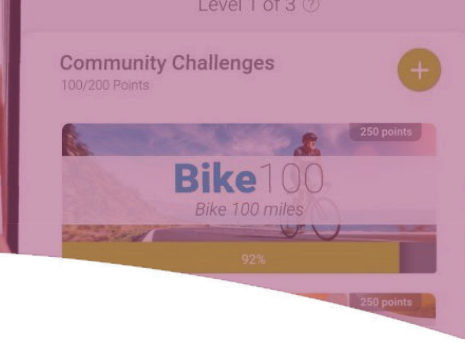 Level 1 of 3 ?
Community Challenges
100/200 Points
+
250 points
Bike100
Bike 100 miles
92%
250 points